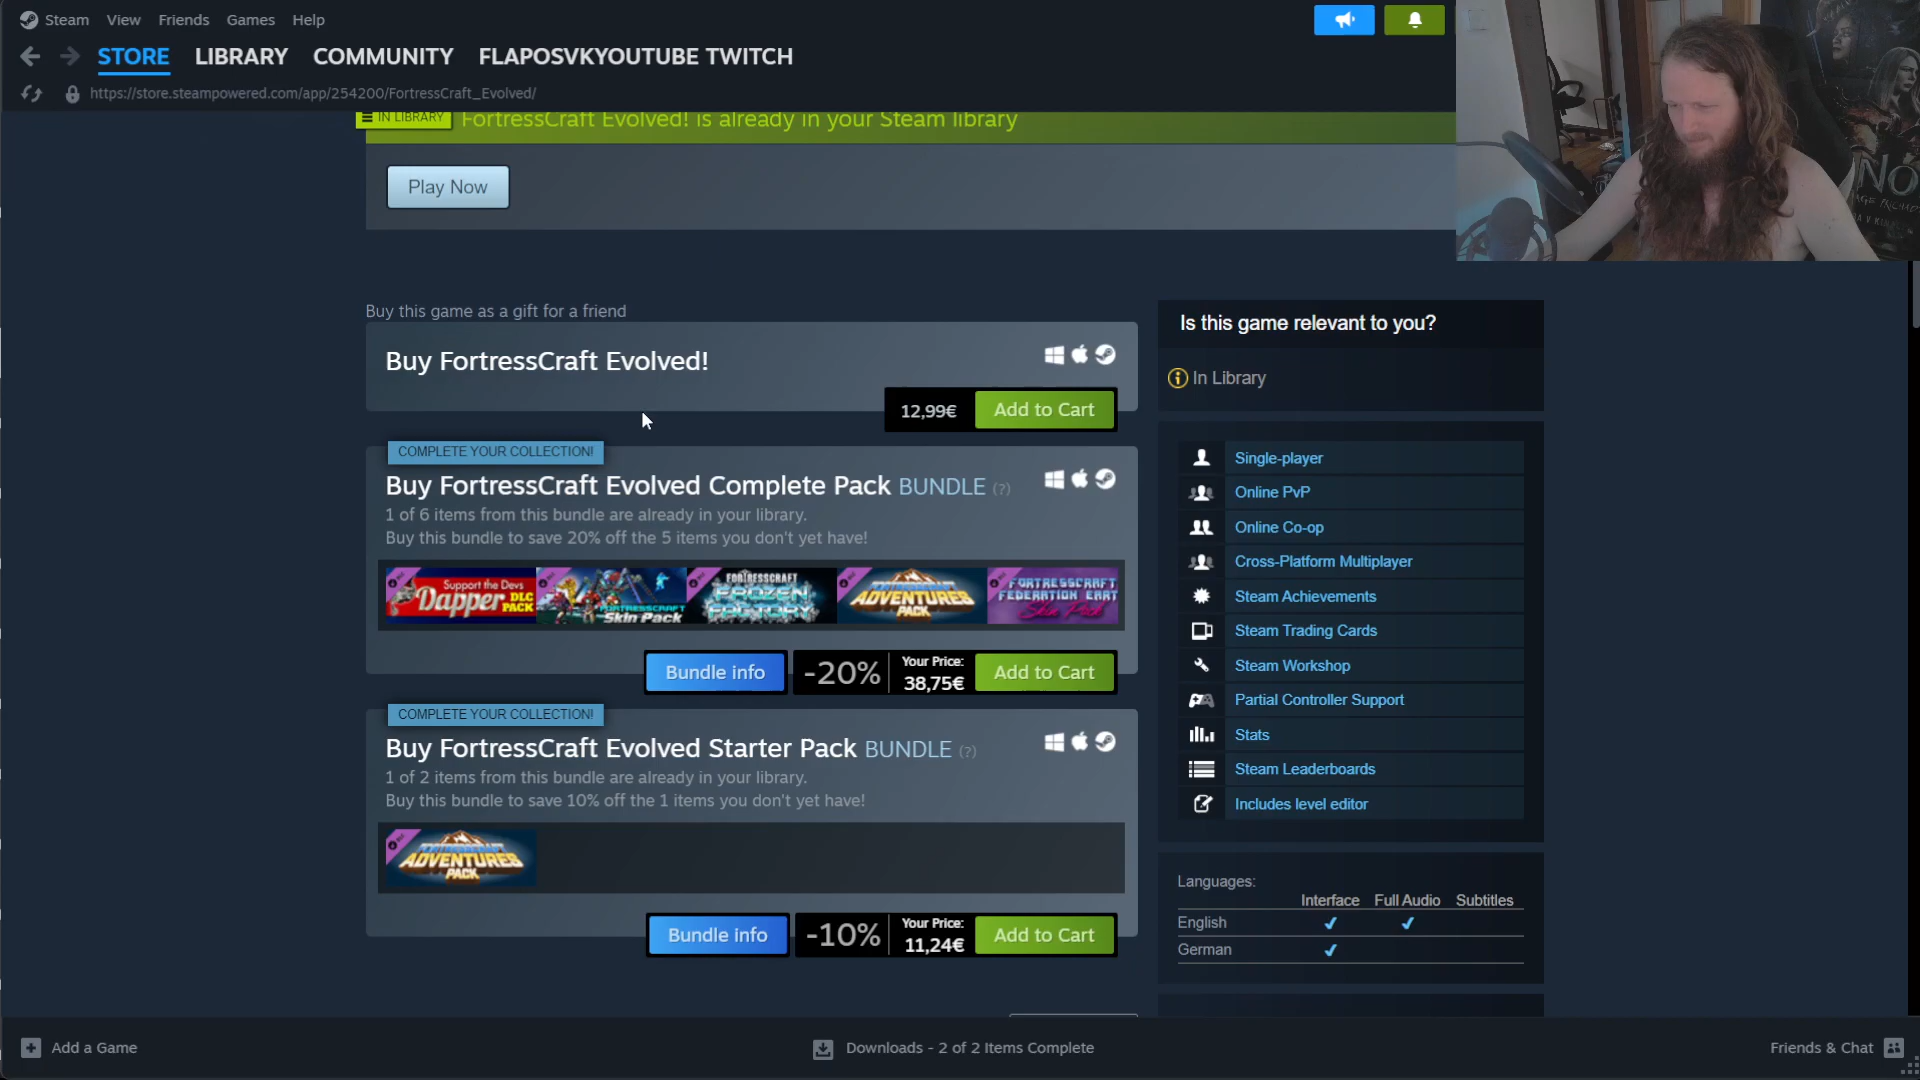 Steam View Friends Games Help
STORE LIBRARY COMMUNITY FLAPOSVKYOUTUBE TWITCH
https://store.steampowered.com/app/254200/FortressCraft_Evolved/
IN LIBRARY FortressCraft Evolved! is already in your Steam library
Play Now
Buy this game as a gift for a friend
Buy FortressCraft Evolved!
12,99€ Add to Cart
COMPLETE YOUR COLLECTION!
Buy FortressCraft Evolved Complete Pack BUNDLE (?)
1 of 6 items from this bundle are already in your library.
Buy this bundle to save 20% off the 5 items you don't yet have!
Support the Devs
Dapper DLC PACK
FORTRESSCRAFT
Skin Pack
FORTRESSCRAFT
FROZEN
FACTORY
FORTRESSCRAFT
ADVENTURES
PACK
FORTRESSCRAFT
FEDERATION EART
Skin Pack
Bundle info -20% Your Price: 38,75€ Add to Cart
COMPLETE YOUR COLLECTION!
Buy FortressCraft Evolved Starter Pack BUNDLE (?)
1 of 2 items from this bundle are already in your library.
Buy this bundle to save 10% off the 1 items you don't yet have!
FORTRESSCRAFT
ADVENTURES
PACK
Bundle info -10% Your Price: 11,24€ Add to Cart
Is this game relevant to you?
In Library
Single-player
Online PvP
Online Co-op
Cross-Platform Multiplayer
Steam Achievements
Steam Trading Cards
Steam Workshop
Partial Controller Support
Stats
Steam Leaderboards
Includes level editor
Languages:
Interface Full Audio Subtitles
English ✔ ✔
German ✔
NO
Add a Game
Downloads - 2 of 2 Items Complete
Friends & Chat